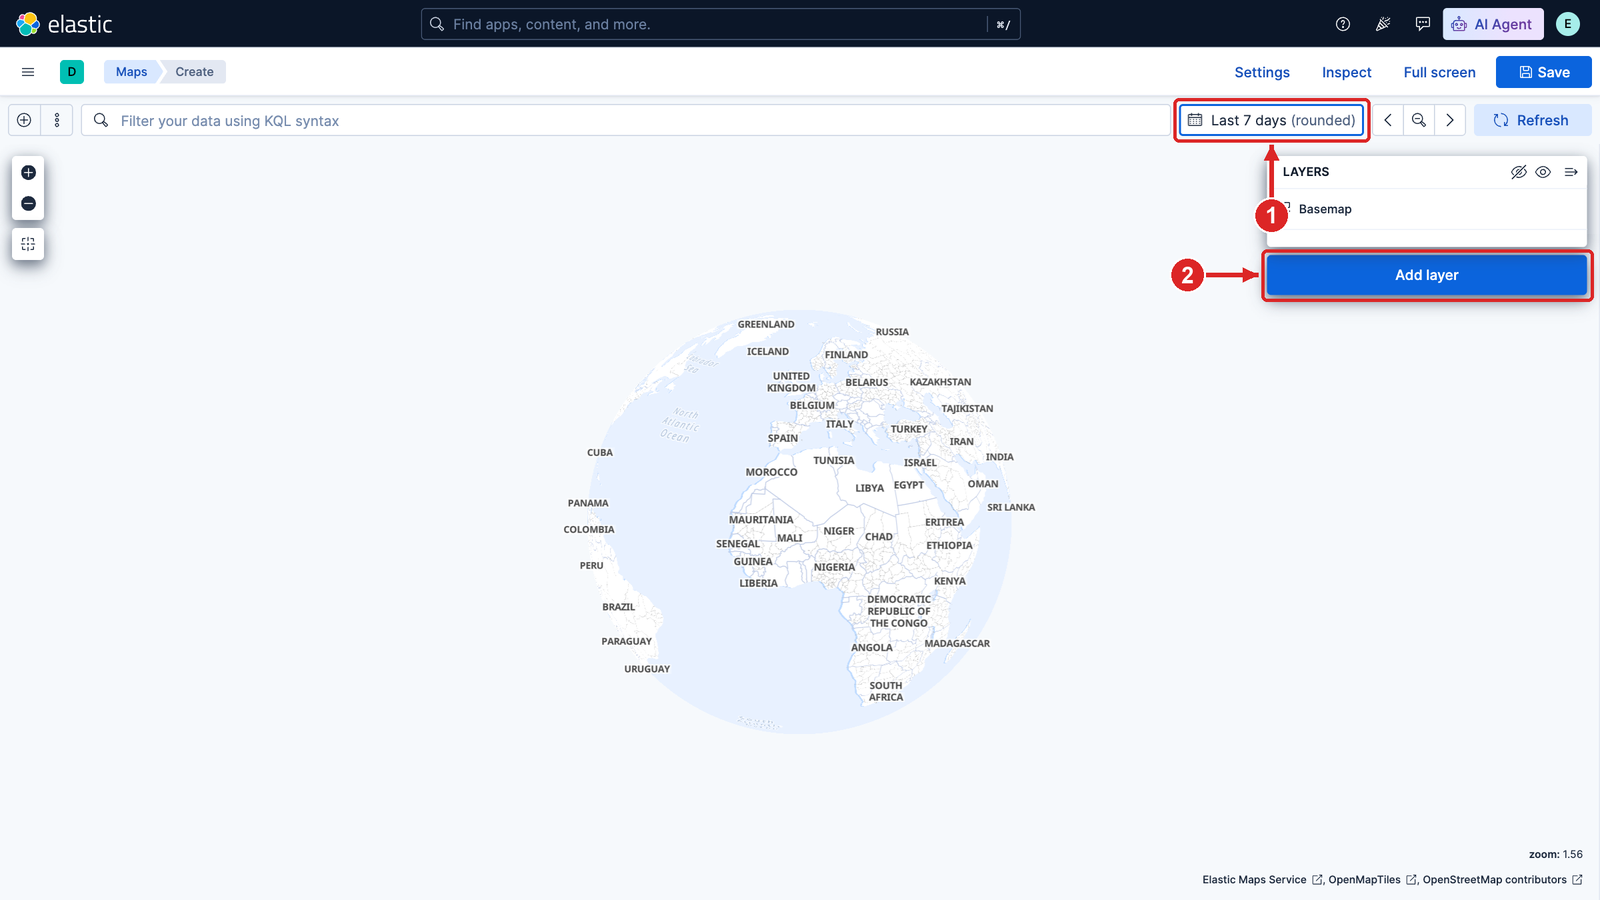 elastic
Find apps, content, and more.
⌘/
AI Agent
E
D
Maps
Create
Settings
Inspect
Full screen
Save
Filter your data using KQL syntax
Last 7 days (rounded)
Refresh
LAYERS
1
Basemap
2
Add layer
GREENLAND
RUSSIA
ICELAND
FINLAND
UNITED
KINGDOM
BELARUS
KAZAKHSTAN
BELGIUM
TAJIKISTAN
North
Atlantic
Ocean
ITALY
TURKEY
SPAIN
IRAN
CUBA
INDIA
TUNISIA
ISRAEL
MOROCCO
LIBYA
EGYPT
OMAN
PANAMA
SRI LANKA
MAURITANIA
ERITREA
COLOMBIA
NIGER
MALI
CHAD
SENEGAL
ETHIOPIA
GUINEA
PERU
NIGERIA
LIBERIA
KENYA
DEMOCRATIC
REPUBLIC OF
THE CONGO
BRAZIL
PARAGUAY
ANGOLA
MADAGASCAR
URUGUAY
SOUTH
AFRICA
zoom: 1.56
Elastic Maps Service , OpenMapTiles , OpenStreetMap contributors